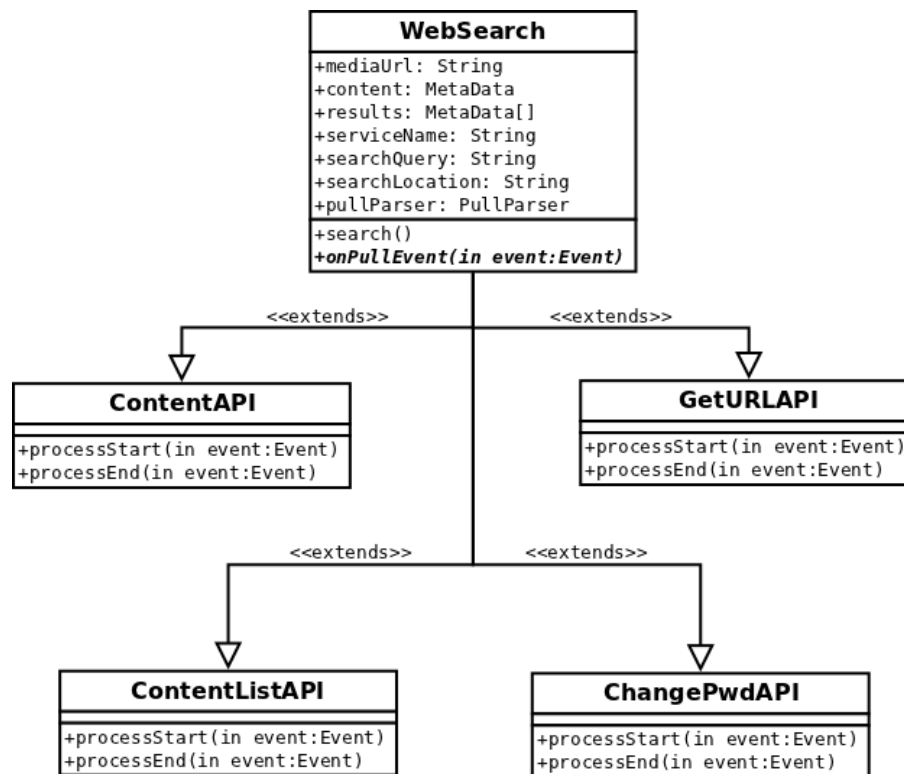 WebSearch
+mediaUrl: String
+content: MetaData
+results: MetaData[]
+serviceName: String
+searchQuery: String
+searchLocation: String
+pullParser: PullParser
+search()
+onPullEvent(in event:Event)
<<extends>>
<<extends>>
ContentAPI
+processStart(in event:Event)
+processEnd(in event:Event)
GetURLAPI
+processStart(in event:Event)
+processEnd(in event:Event)
<<extends>>
<<extends>>
ContentListAPI
+processStart(in event:Event)
+processEnd(in event:Event)
ChangePwdAPI
+processStart(in event:Event)
+processEnd(in event:Event)